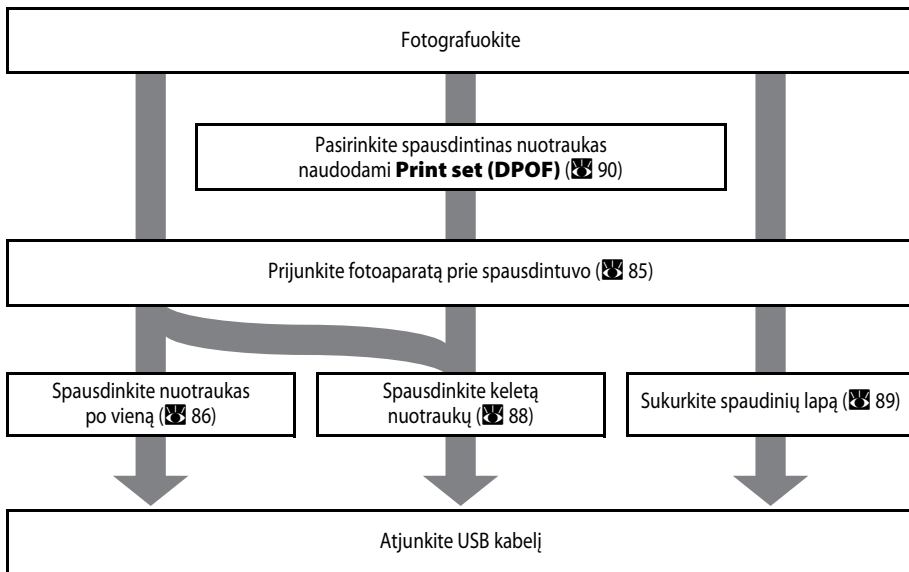 Fotografuokite
Pasirinkite spausdintinas nuotraukas
naudodami Print set (DPOF) ( 90)
Prijunkite fotoaparatą prie spausdintuvo ( 85)
Spausdinkite nuotraukas
po vieną ( 86)
Spausdinkite keletą
nuotraukų ( 88)
Sukurkite spaudinių lapą ( 89)
Atjunkite USB kabelį